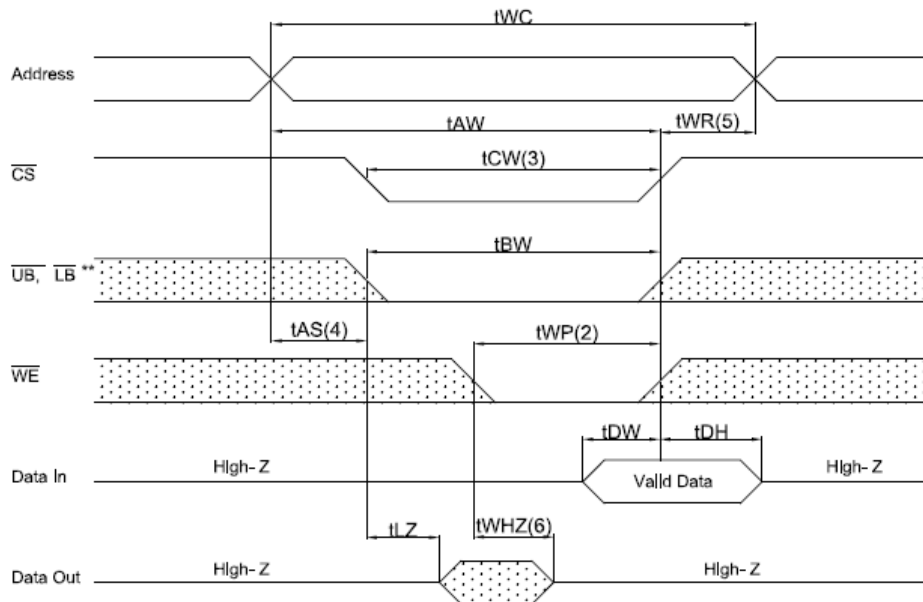 tWC
Address
tAW
tWR(5)
tCW(3)
CS
tBW
UB, LB **
tAS(4)
tWP(2)
WE
tDW
tDH
High-Z
High-Z
Data In
Valid Data
tLZ
tWHZ(6)
High-Z
High-Z
Data Out